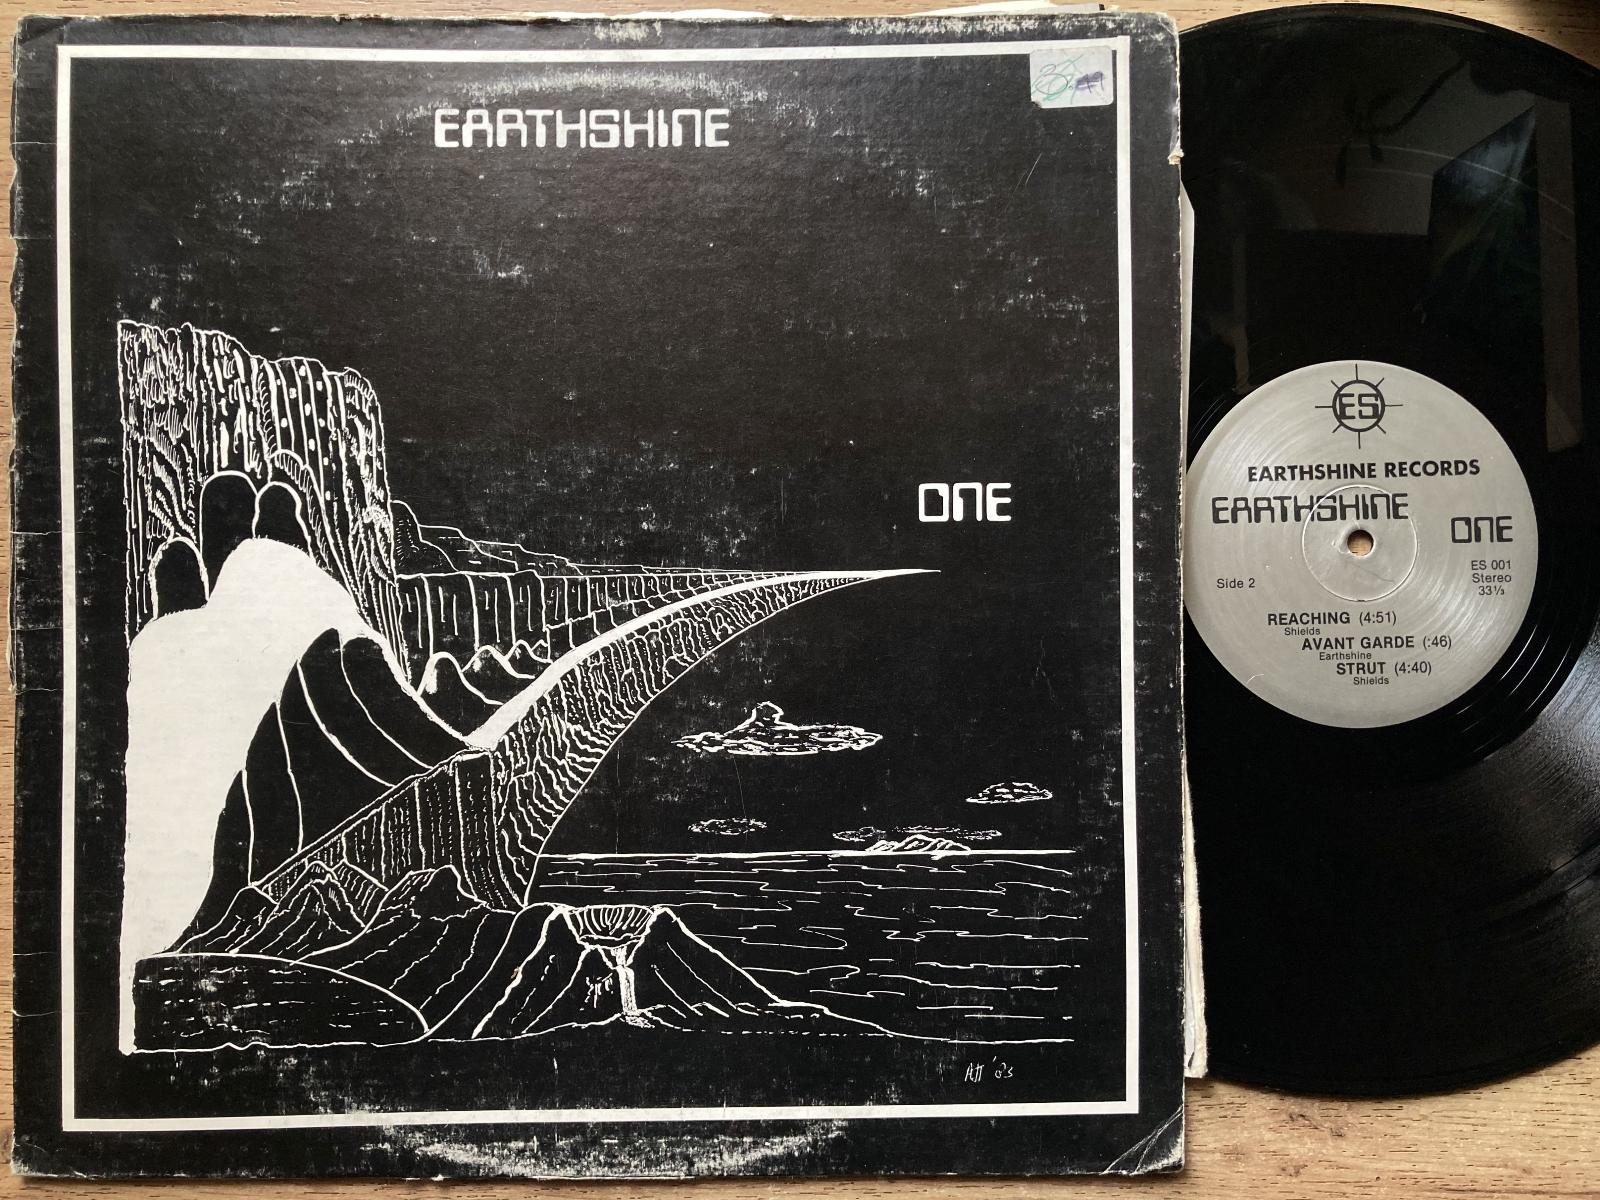 EARTHSHINE
ONE
ES
EARTHSHINE RECORDS
EARTHSHINE
ONE
ES 001
Stereo
33⅓
Side 2
REACHING (4:51)
Shields
AVANT GARDE (:46)
Earthshine
STRUT (4:40)
Shields